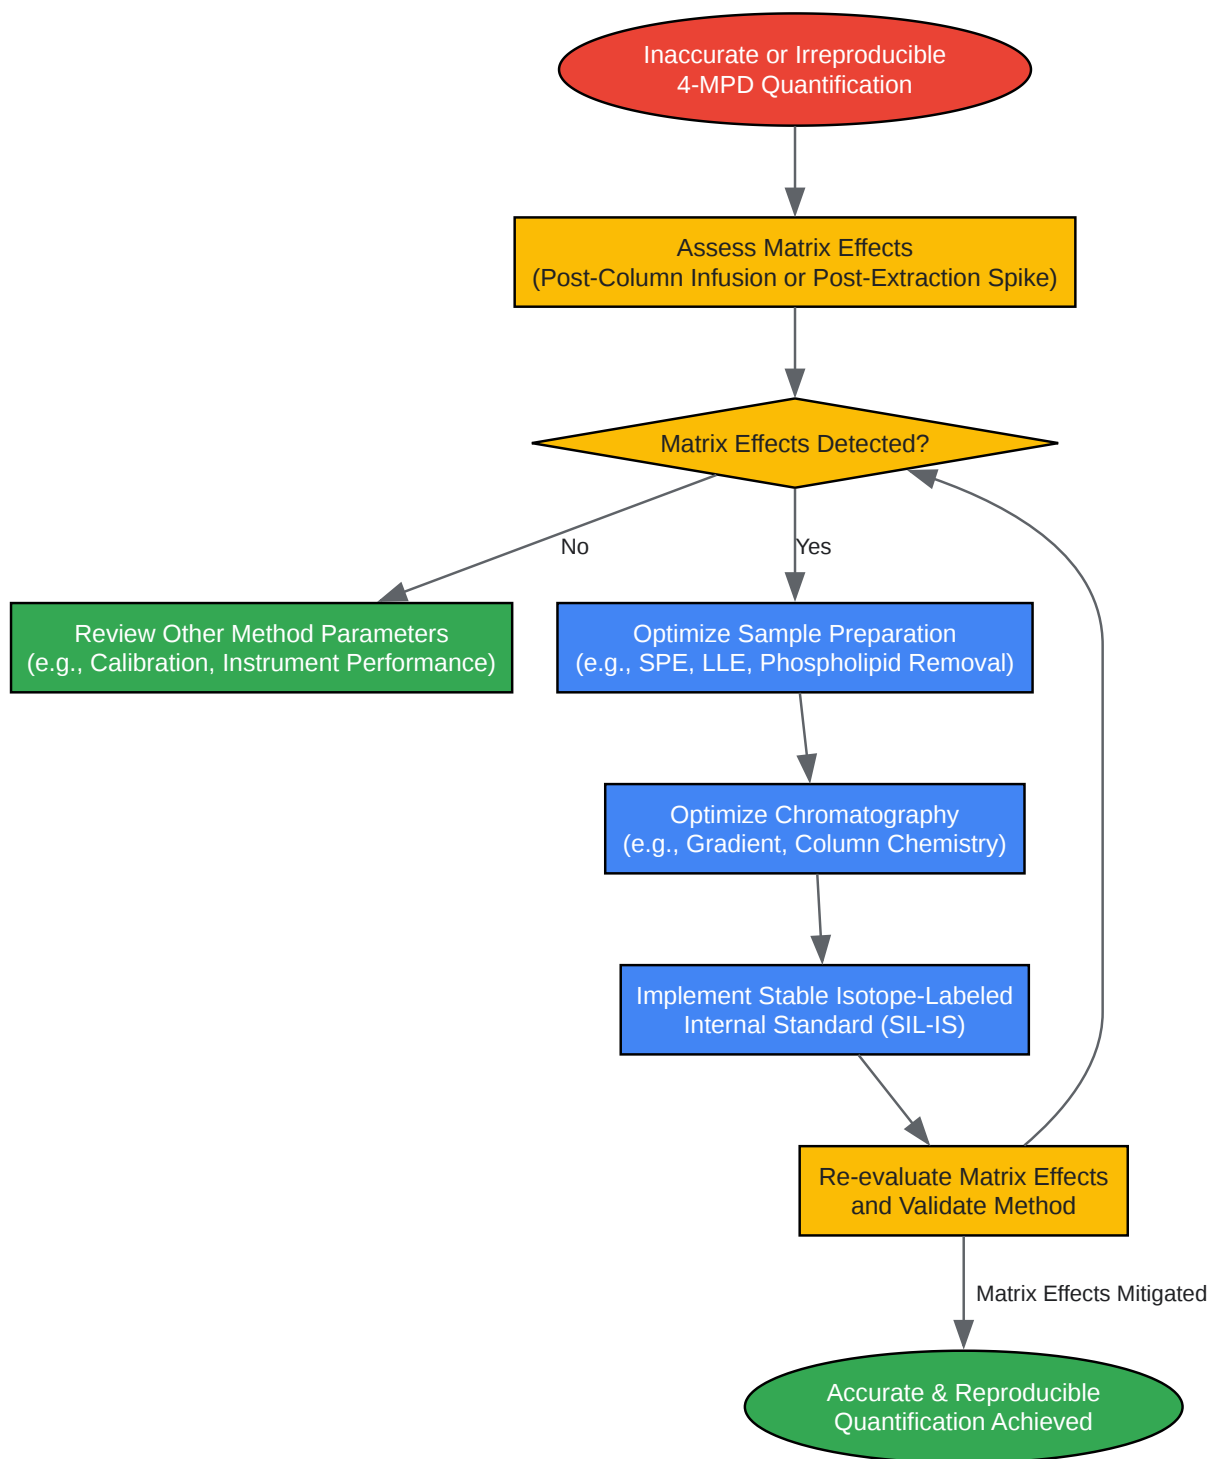 Inaccurate or Irreproducible
4-MPD Quantification
Assess Matrix Effects
(Post-Column Infusion or Post-Extraction Spike)
Matrix Effects Detected?
No
Yes
Review Other Method Parameters
(e.g., Calibration, Instrument Performance)
Optimize Sample Preparation
(e.g., SPE, LLE, Phospholipid Removal)
Optimize Chromatography
(e.g., Gradient, Column Chemistry)
Implement Stable Isotope-Labeled
Internal Standard (SIL-IS)
Re-evaluate Matrix Effects
and Validate Method
Matrix Effects Mitigated
Accurate & Reproducible
Quantification Achieved